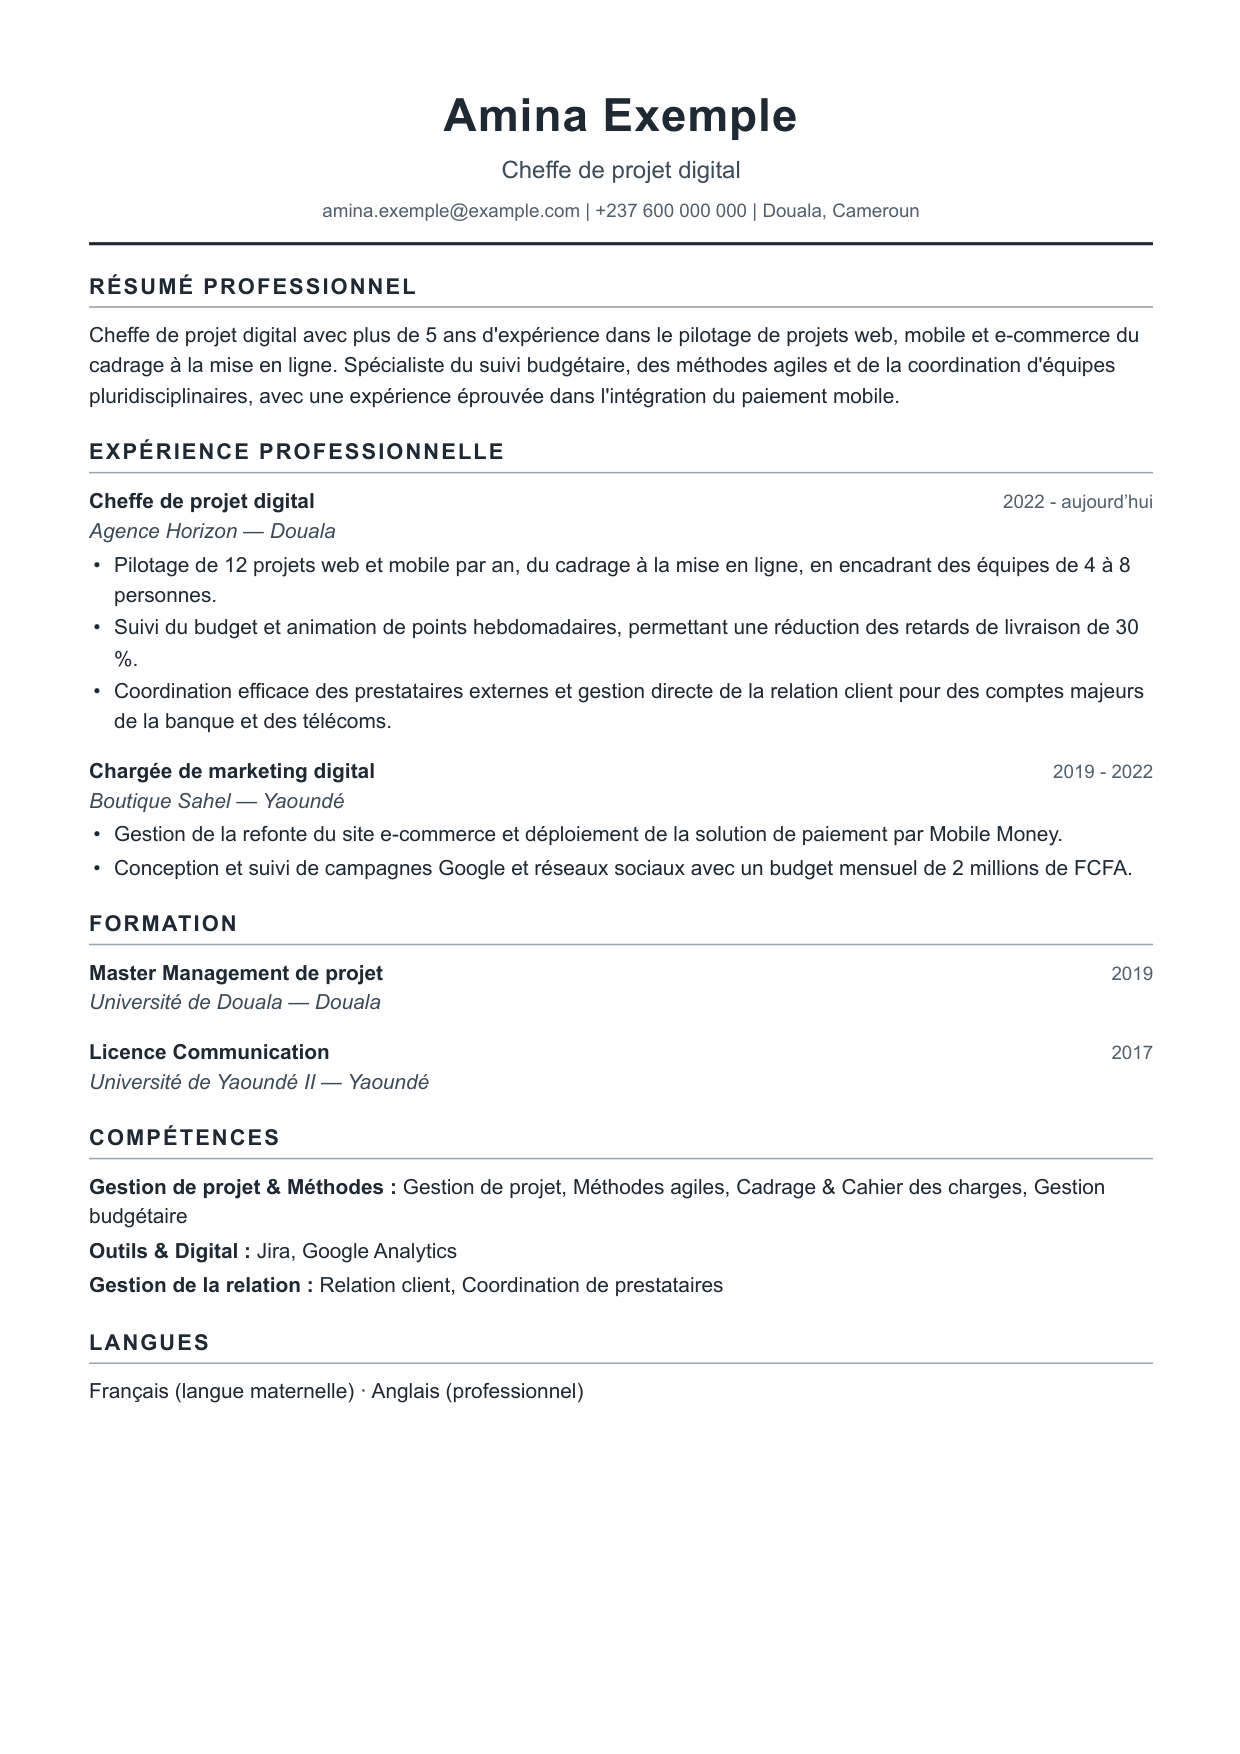 Amina Exemple
Cheffe de projet digital
amina.exemple@example.com | +237 600 000 000 | Douala, Cameroun
RÉSUMÉ PROFESSIONNEL
Cheffe de projet digital avec plus de 5 ans d'expérience dans le pilotage de projets web, mobile et e-commerce du
cadrage à la mise en ligne. Spécialiste du suivi budgétaire, des méthodes agiles et de la coordination d'équipes
pluridisciplinaires, avec une expérience éprouvée dans l'intégration du paiement mobile.
EXPÉRIENCE PROFESSIONNELLE
Cheffe de projet digital 2022 - aujourd’hui
Agence Horizon — Douala
• Pilotage de 12 projets web et mobile par an, du cadrage à la mise en ligne, en encadrant des équipes de 4 à 8
personnes.
• Suivi du budget et animation de points hebdomadaires, permettant une réduction des retards de livraison de 30
%.
• Coordination efficace des prestataires externes et gestion directe de la relation client pour des comptes majeurs
de la banque et des télécoms.
Chargée de marketing digital 2019 - 2022
Boutique Sahel — Yaoundé
• Gestion de la refonte du site e-commerce et déploiement de la solution de paiement par Mobile Money.
• Conception et suivi de campagnes Google et réseaux sociaux avec un budget mensuel de 2 millions de FCFA.
FORMATION
Master Management de projet 2019
Université de Douala — Douala
Licence Communication 2017
Université de Yaoundé II — Yaoundé
COMPÉTENCES
Gestion de projet & Méthodes : Gestion de projet, Méthodes agiles, Cadrage & Cahier des charges, Gestion
budgétaire
Outils & Digital : Jira, Google Analytics
Gestion de la relation : Relation client, Coordination de prestataires
LANGUES
Français (langue maternelle) · Anglais (professionnel)